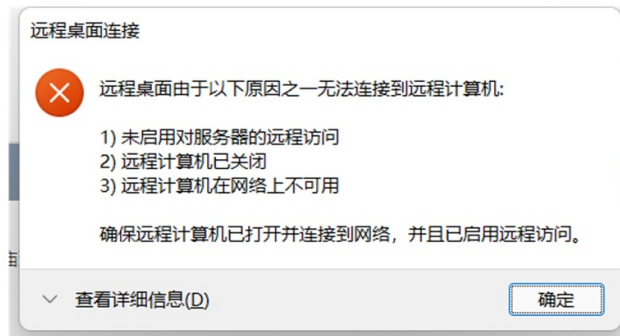 远程桌面连接
远程桌面由于以下原因之一无法连接到远程计算机:
1) 未启用对服务器的远程访问
2) 远程计算机已关闭
3) 远程计算机在网络上不可用
确保远程计算机已打开并连接到网络，并且已启用远程访问。
查看详细信息(D)
确定